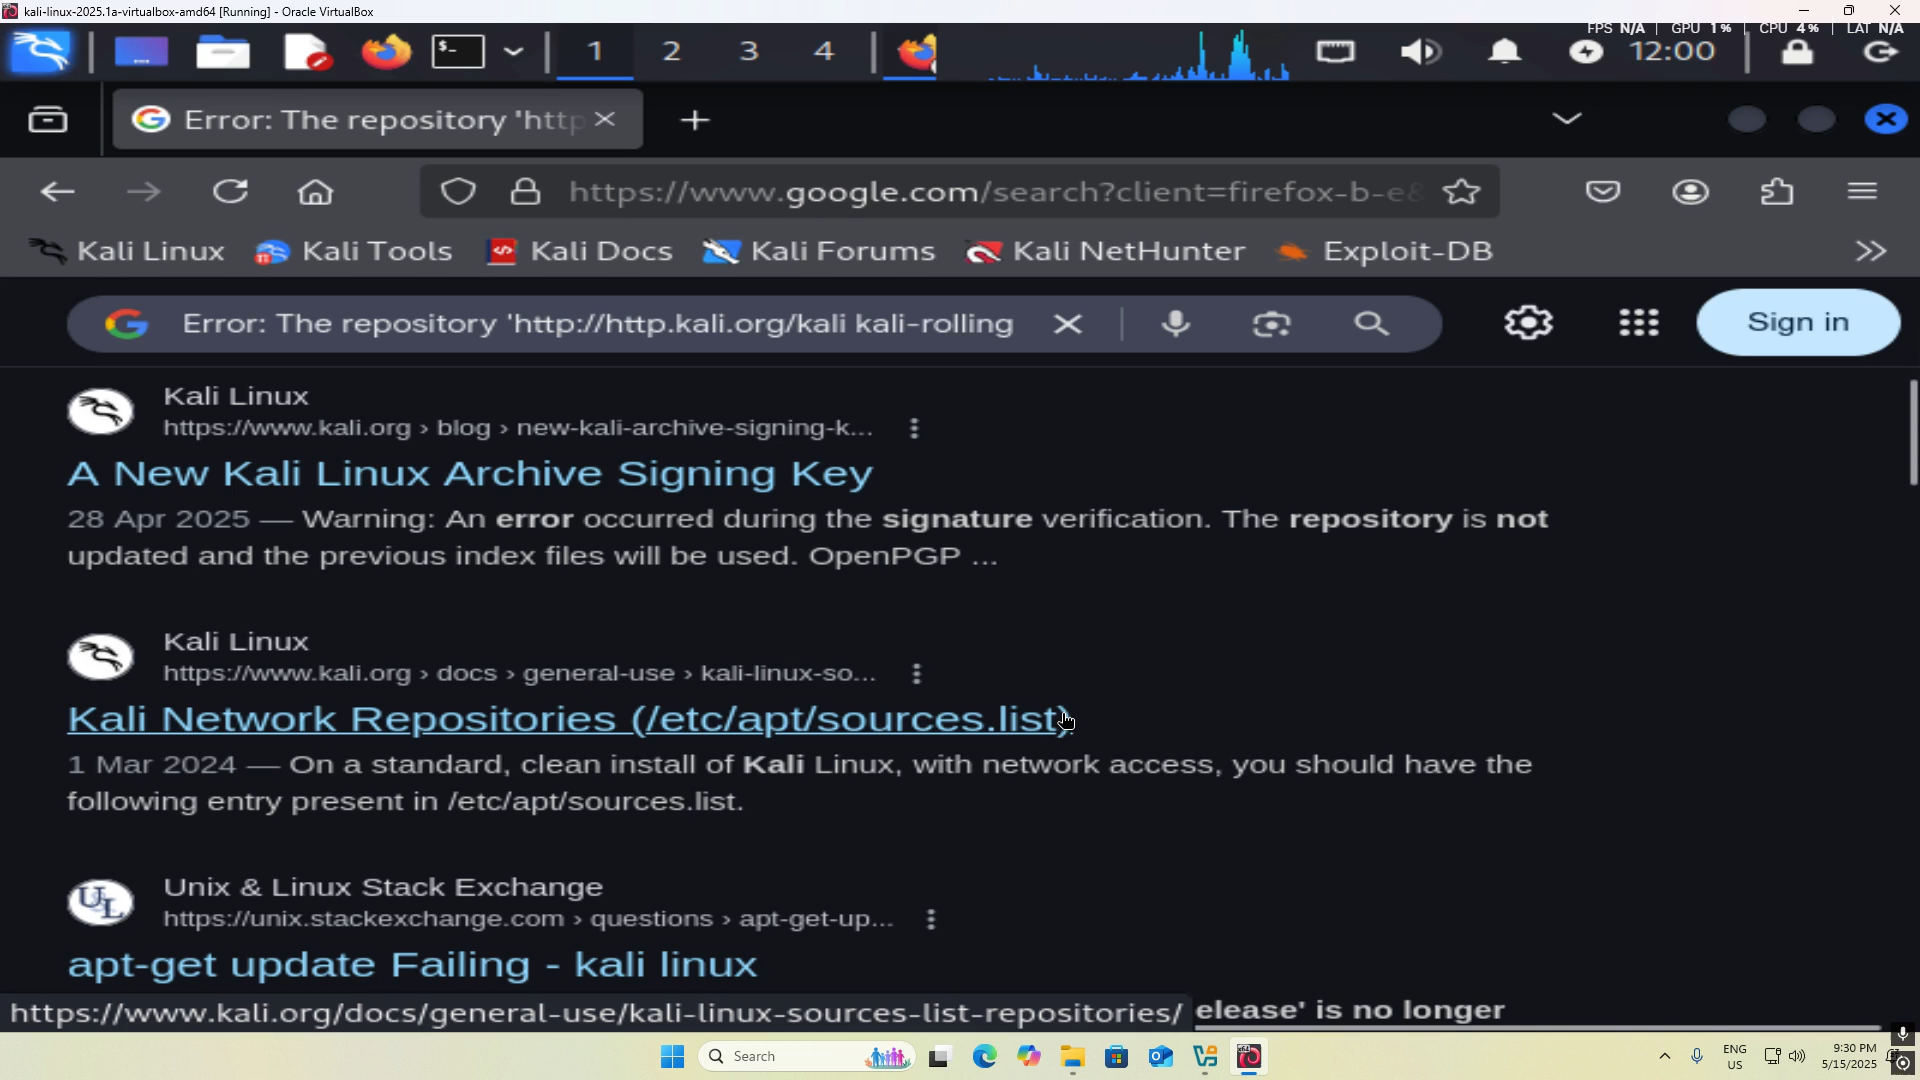 kali-linux-2025.1a-virtualbox-amd64 [Running] - Oracle VirtualBox
FPS N/A | GPU 1% | CPU 4% | LAT N/A
1 2 3 4 12:00
Error: The repository 'http
https://www.google.com/search?client=firefox-b-e&
Kali Linux Kali Tools Kali Docs Kali Forums Kali NetHunter Exploit-DB
Error: The repository 'http://http.kali.org/kali kali-rolling Sign in
Kali Linux
https://www.kali.org › blog › new-kali-archive-signing-k...
A New Kali Linux Archive Signing Key
28 Apr 2025 — Warning: An error occurred during the signature verification. The repository is not
updated and the previous index files will be used. OpenPGP ...
Kali Linux
https://www.kali.org › docs › general-use › kali-linux-so...
Kali Network Repositories (/etc/apt/sources.list)
1 Mar 2024 — On a standard, clean install of Kali Linux, with network access, you should have the
following entry present in /etc/apt/sources.list.
UL Unix & Linux Stack Exchange
https://unix.stackexchange.com › questions › apt-get-up...
apt-get update Failing - kali linux
https://www.kali.org/docs/general-use/kali-linux-sources-list-repositories/ elease' is no longer
Search
ENG
US
9:30 PM
5/15/2025